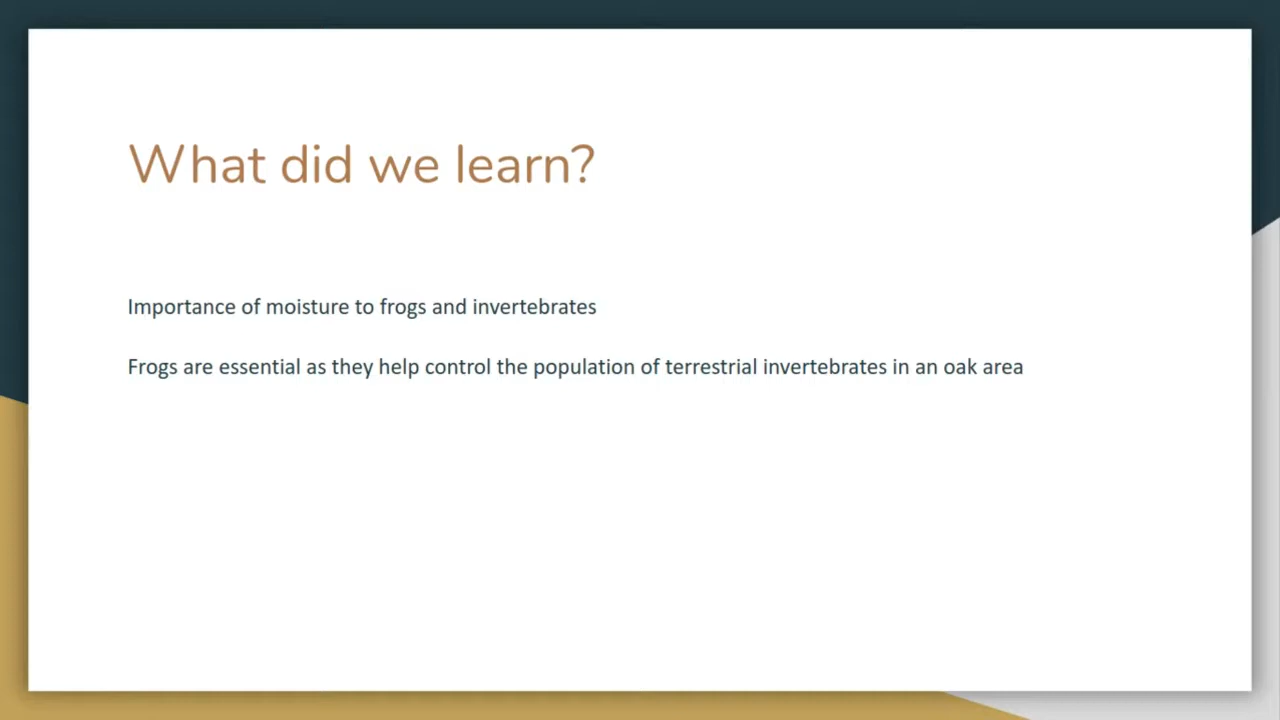 What did we learn?
Importance of moisture to frogs and invertebrates
Frogs are essential as they help control the population of terrestrial invertebrates in an oak area